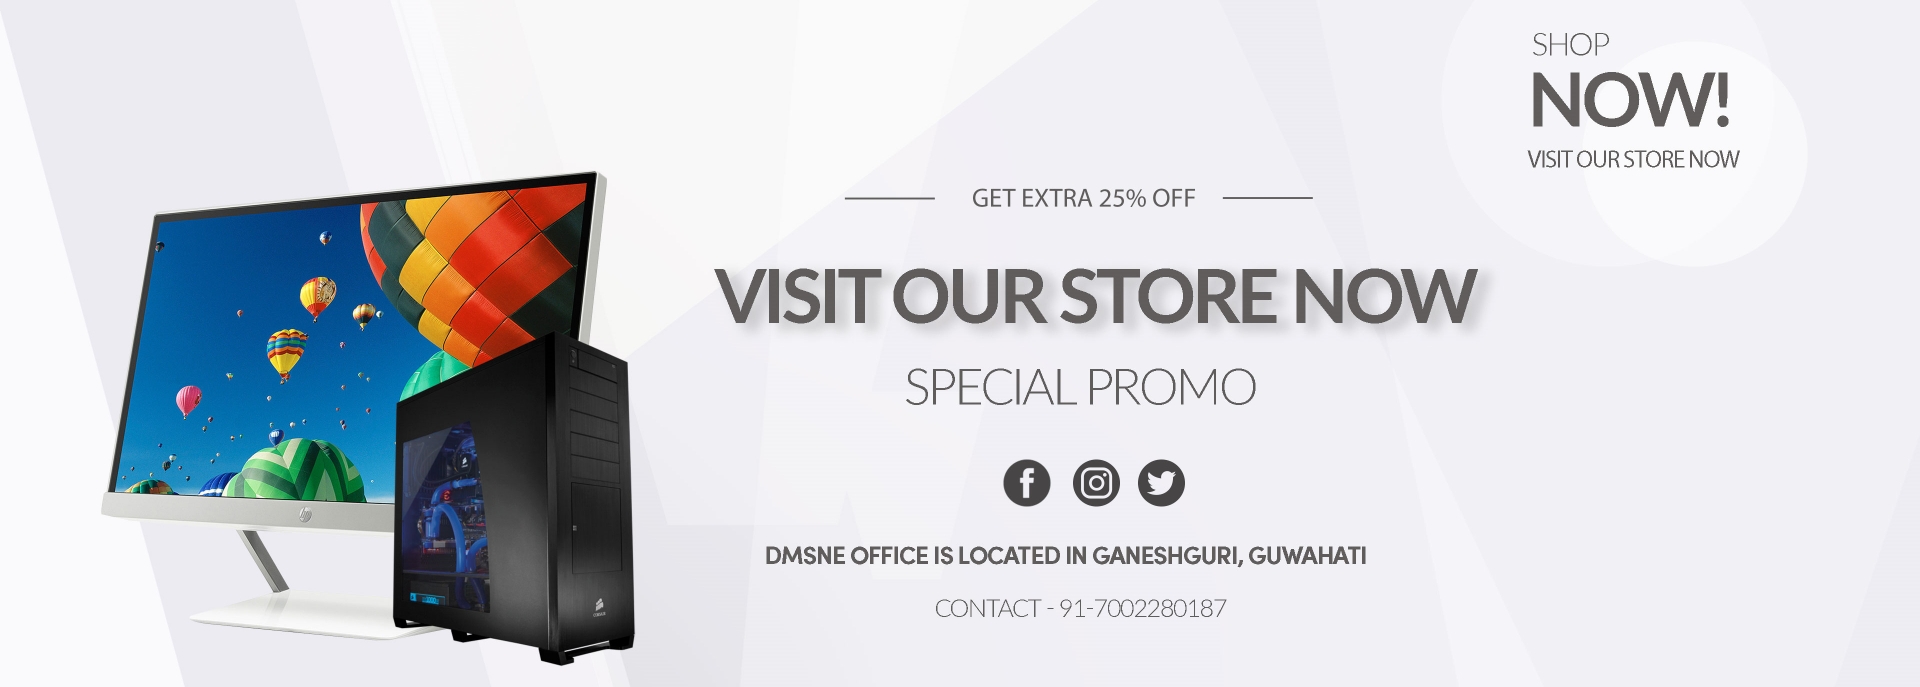 SHOP
NOW!
VISIT OUR STORE NOW
GET EXTRA 25% OFF
VISIT OUR STORE NOW
SPECIAL PROMO
DMSNE OFFICE IS LOCATED IN GANESHGURI, GUWAHATI
CONTACT - 91-7002280187
hp